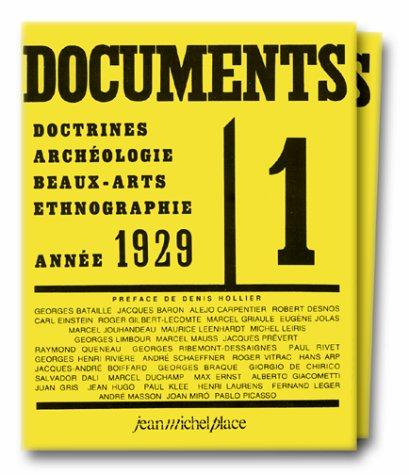 DOCUMENTS
DOCTRINES
ARCHÉOLOGIE
BEAUX-ARTS
ETHNOGRAPHIE
ANNÉE 1929
1
PRÉFACE DE DENIS HOLLIER
GEORGES BATAILLE JACQUES BARON ALEJO CARPENTIER ROBERT DESNOS
CARL EINSTEIN ROGER GILBERT-LECOMTE MARCEL GRIAULE EUGÈNE JOLAS
MARCEL JOUHANDEAU MAURICE LEENHARDT MICHEL LEIRIS
GEORGES LIMBOUR MARCEL MAUSS JACQUES PRÉVERT
RAYMOND QUENEAU GEORGES RIBEMONT-DESSAIGNES PAUL RIVET
GEORGES HENRI RIVIÈRE ANDRÉ SCHAEFFNER ROGER VITRAC HANS ARP
JACQUES-ANDRÉ BOIFFARD GEORGES BRAQUE GIORGIO DE CHIRICO
SALVADOR DALI MARCEL DUCHAMP MAX ERNST ALBERTO GIACOMETTI
JUAN GRIS JEAN HUGO PAUL KLEE HENRI LAURENS FERNAND LEGER
ANDRÉ MASSON JOAN MIRÓ PABLO PICASSO
jean michel place
S